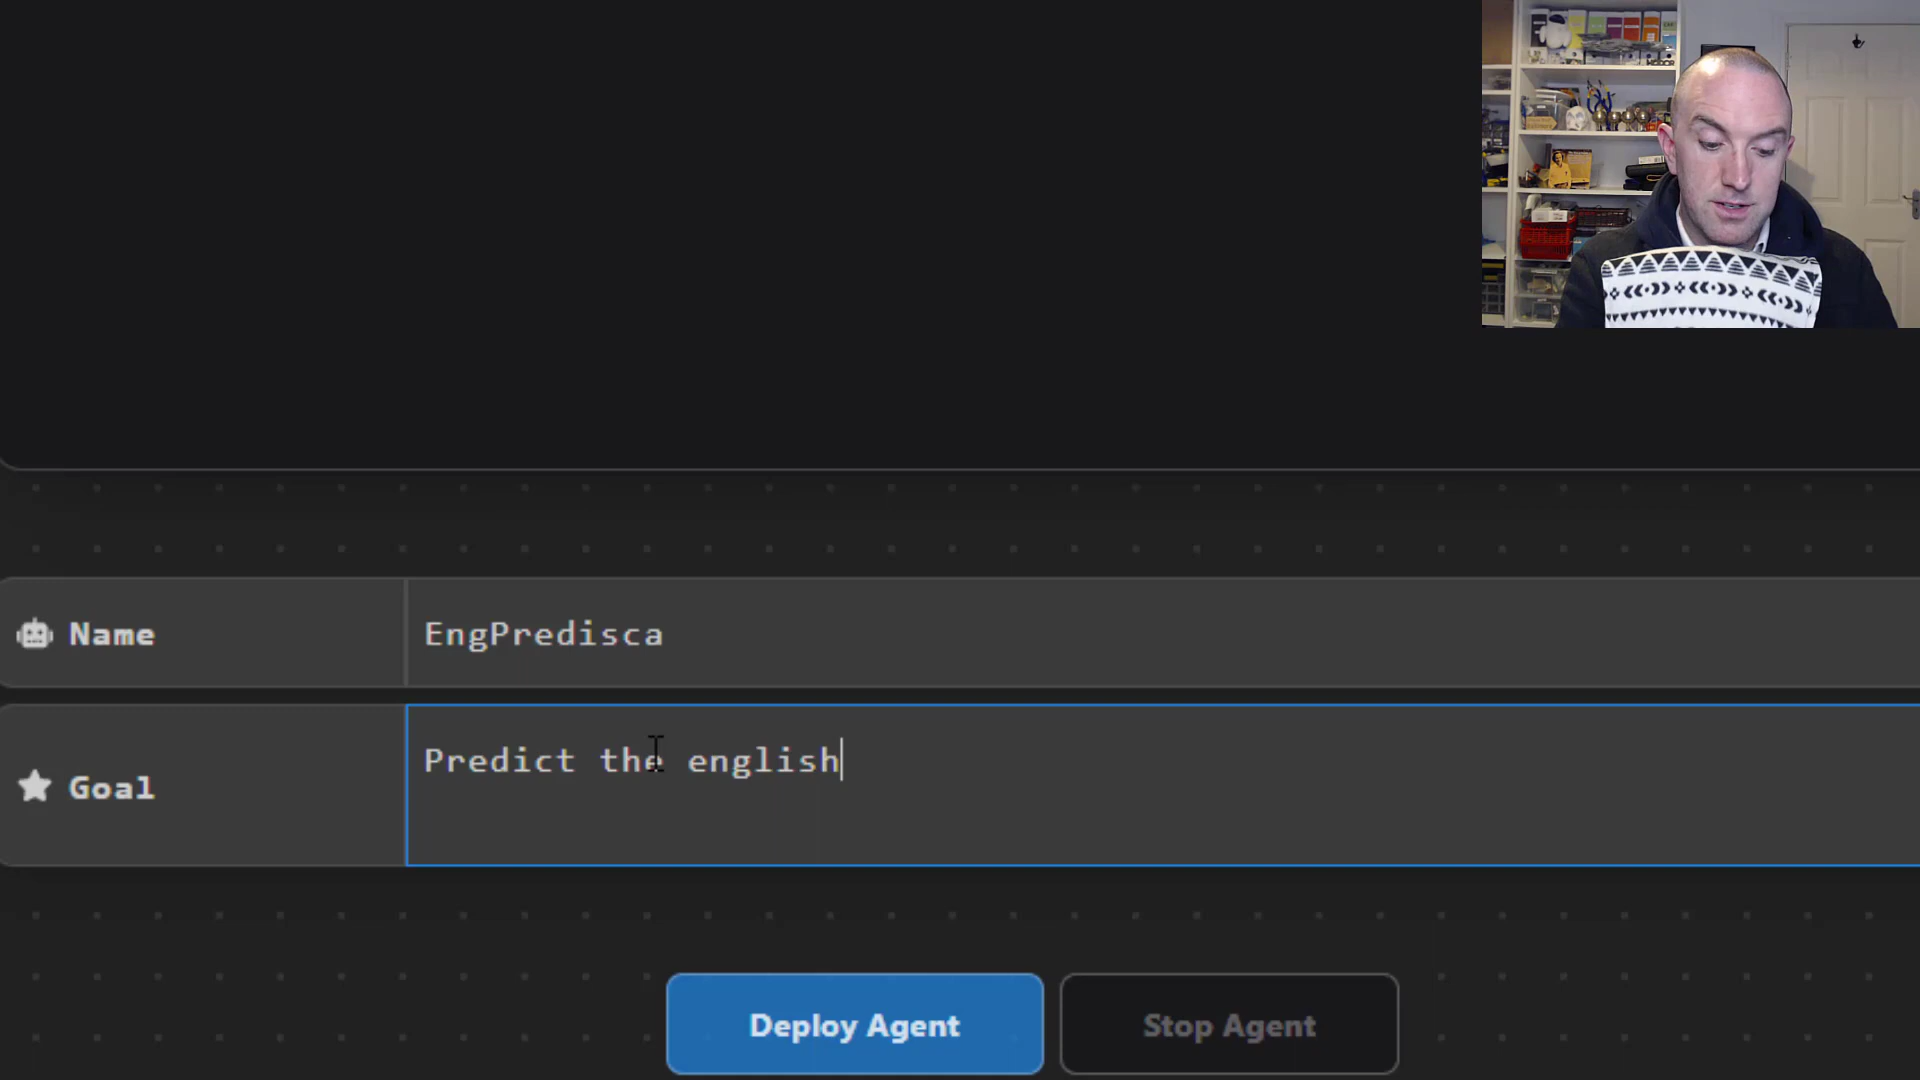 Name
EngPredisca
Goal
Predict the english
Deploy Agent
Stop Agent